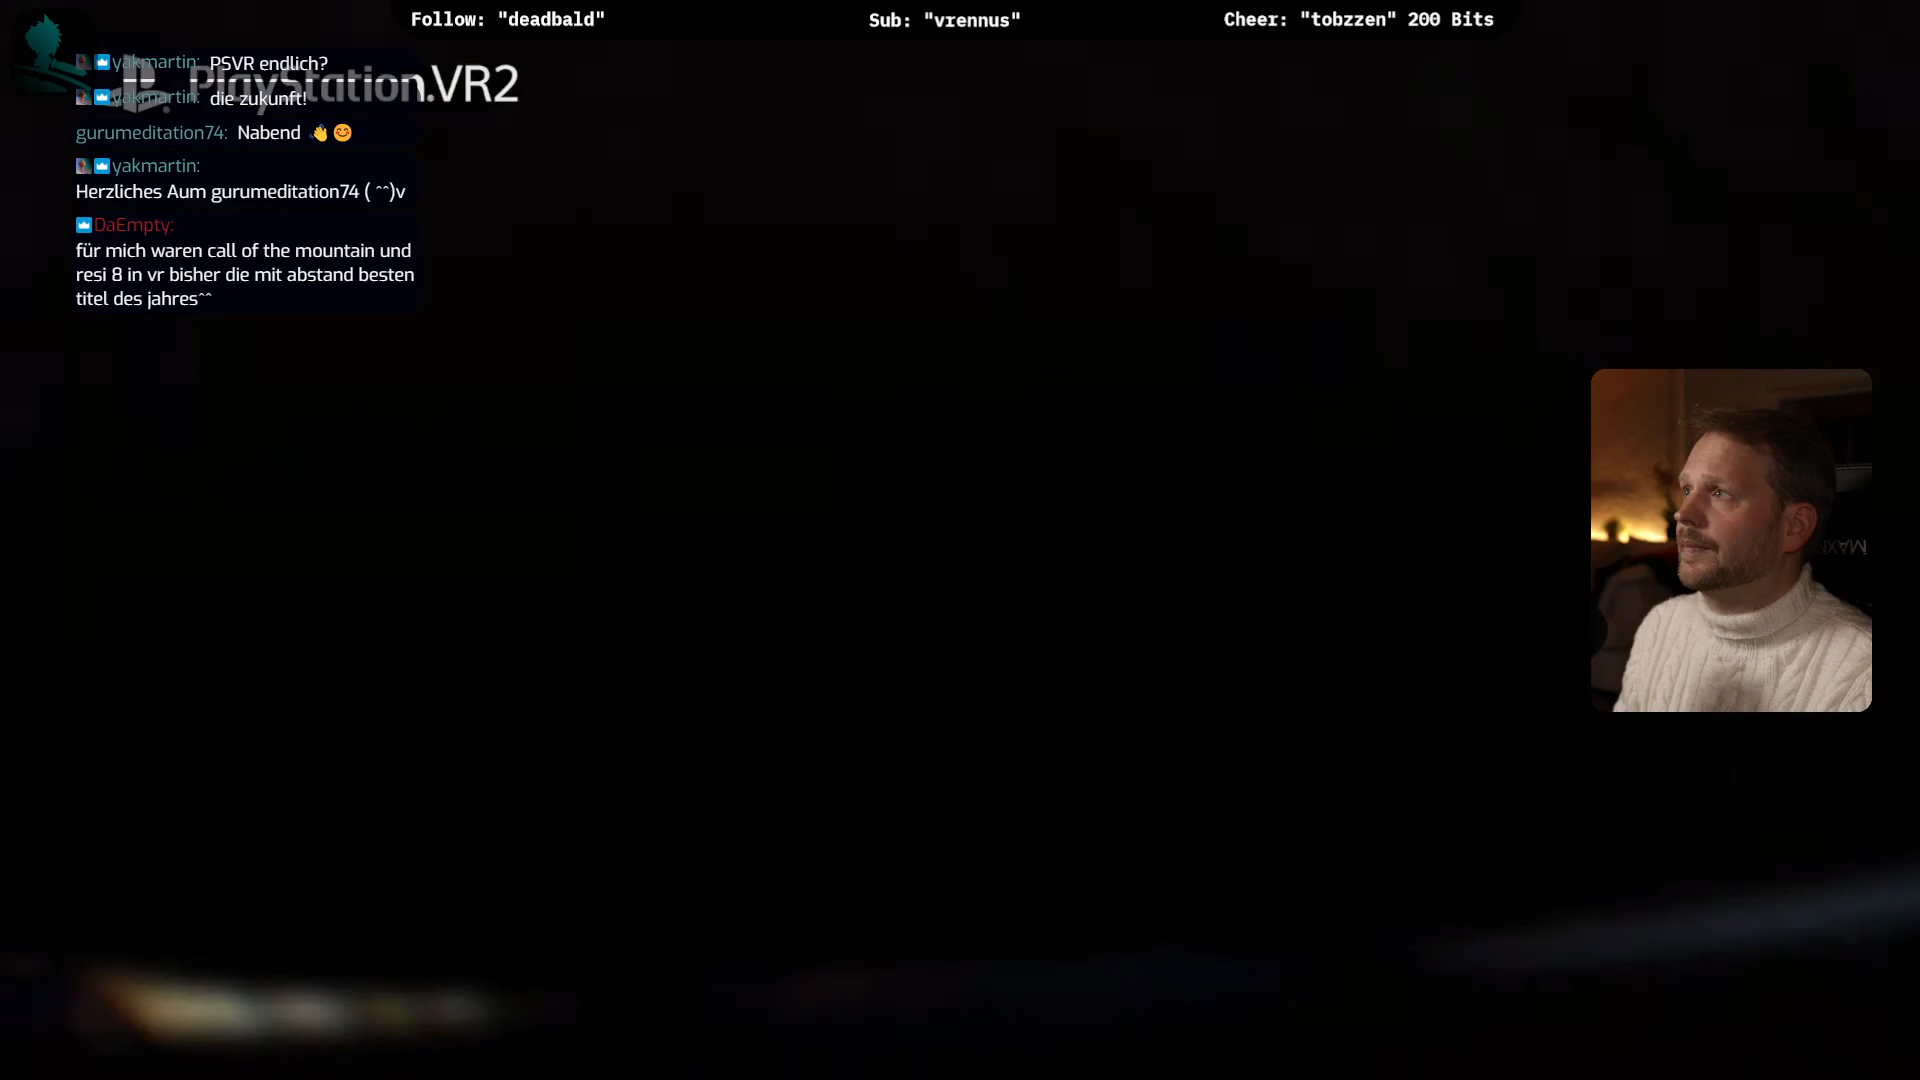 Follow: "deadbald"
Sub: "vrennus"
Cheer: "tobzzen" 200 Bits
PlayStation.VR2
yakmartin: PSVR endlich?
yakmartin: die zukunft!
gurumeditation74: Nabend 👋 😊
yakmartin:
Herzliches Aum gurumeditation74 ( ^^)v
DaEmpty:
für mich waren call of the mountain und
resi 8 in vr bisher die mit abstand besten
titel des jahres^^